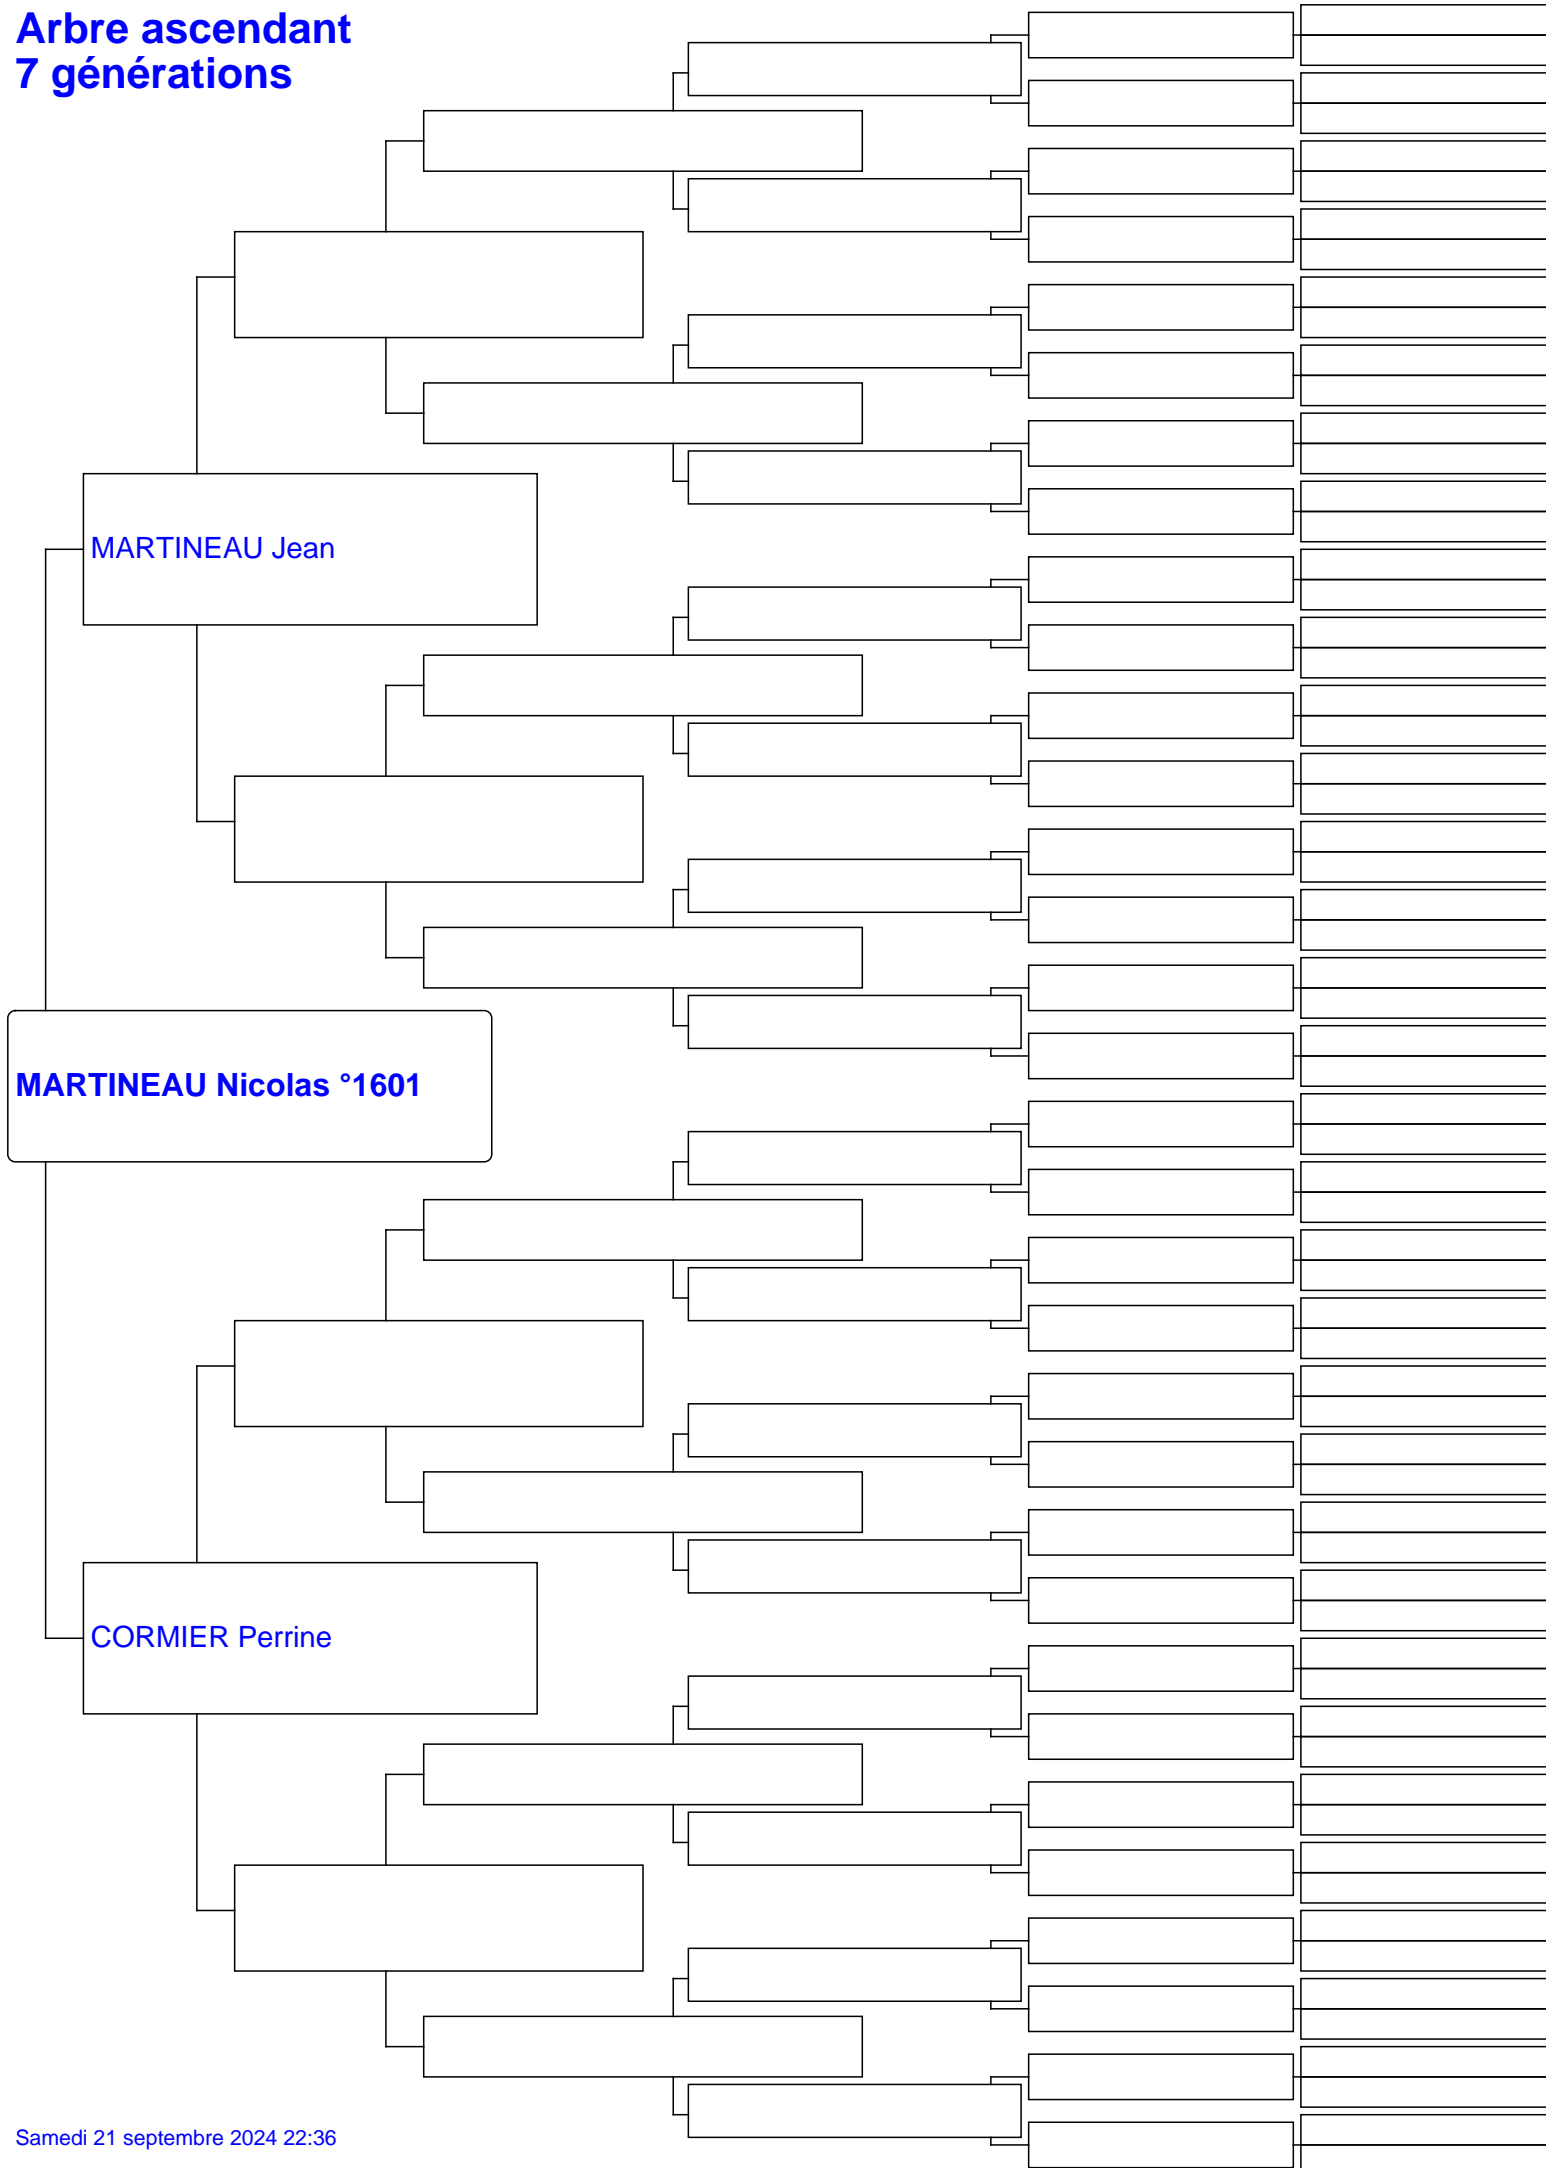 Arbre ascendant
7 générations
MARTINEAU Jean
MARTINEAU Nicolas °1601
CORMIER Perrine
Samedi 21 septembre 2024 22:36